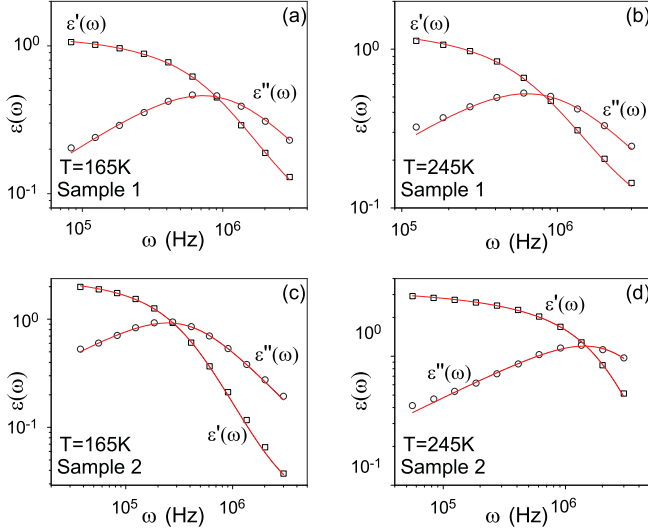 (a)
ε'(ω)
ε''(ω)
10⁰
10⁻¹
ε(ω)
T=165K
Sample 1
10⁵
10⁶
ω (Hz)
(b)
ε'(ω)
ε''(ω)
10⁰
10⁻¹
ε(ω)
T=245K
Sample 1
10⁵
10⁶
ω (Hz)
(c)
ε''(ω)
ε'(ω)
10⁰
10⁻¹
ε(ω)
T=165K
Sample 2
10⁵
10⁶
ω (Hz)
(d)
ε'(ω)
ε''(ω)
10⁰
10⁻¹
ε(ω)
T=245K
Sample 2
10⁵
10⁶
ω (Hz)